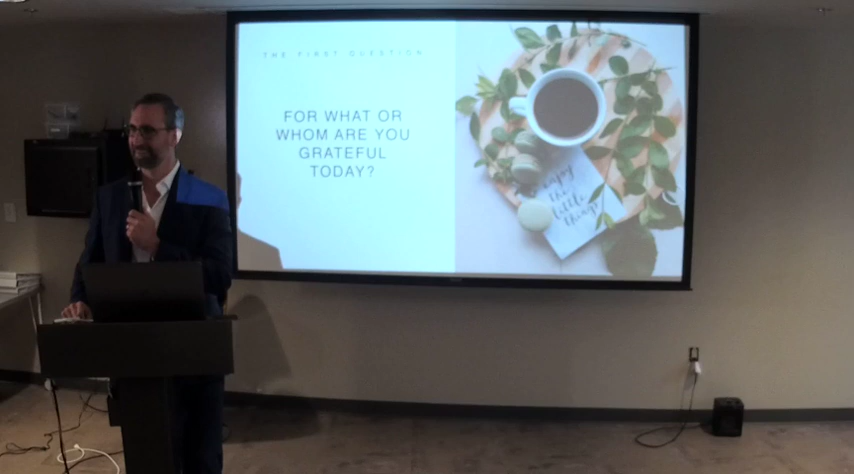 THE FIRST QUESTION
FOR WHAT OR
WHOM ARE YOU
GRATEFUL
TODAY?
enjoy
the
little
things